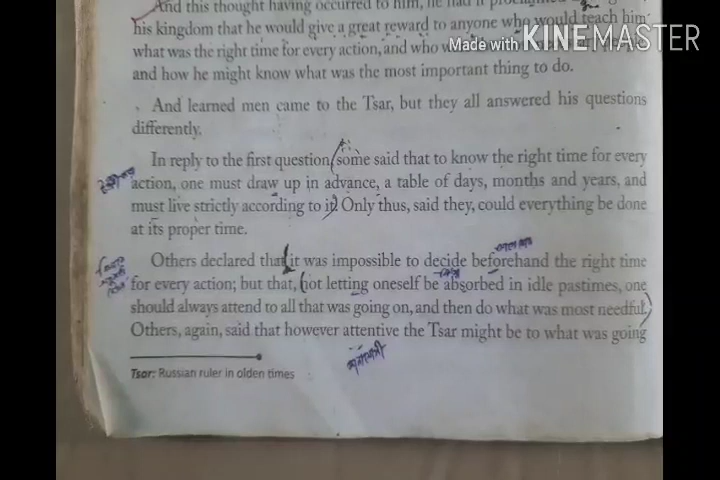 And this thought having occurred to him, he had it
his kingdom that he would give a great reward to anyone who would teach him
what was the right time for every action, and who
Made with KINEMASTER
and how he might know what was the most important thing to do.
And learned men came to the Tsar, but they all answered his questions
differently.
In reply to the first question, some said that to know the right time for every
action, one must draw up in advance, a table of days, months and years, and
must live strictly according to it. Only thus, said they, could everything be done
at its proper time.
Others declared that it was impossible to decide beforehand the right time
for every action; but that, not letting oneself be absorbed in idle pastimes, one
should always attend to all that was going on, and then do what was most needful.
Others, again, said that however attentive the Tsar might be to what was going
Tsar: Russian ruler in olden times